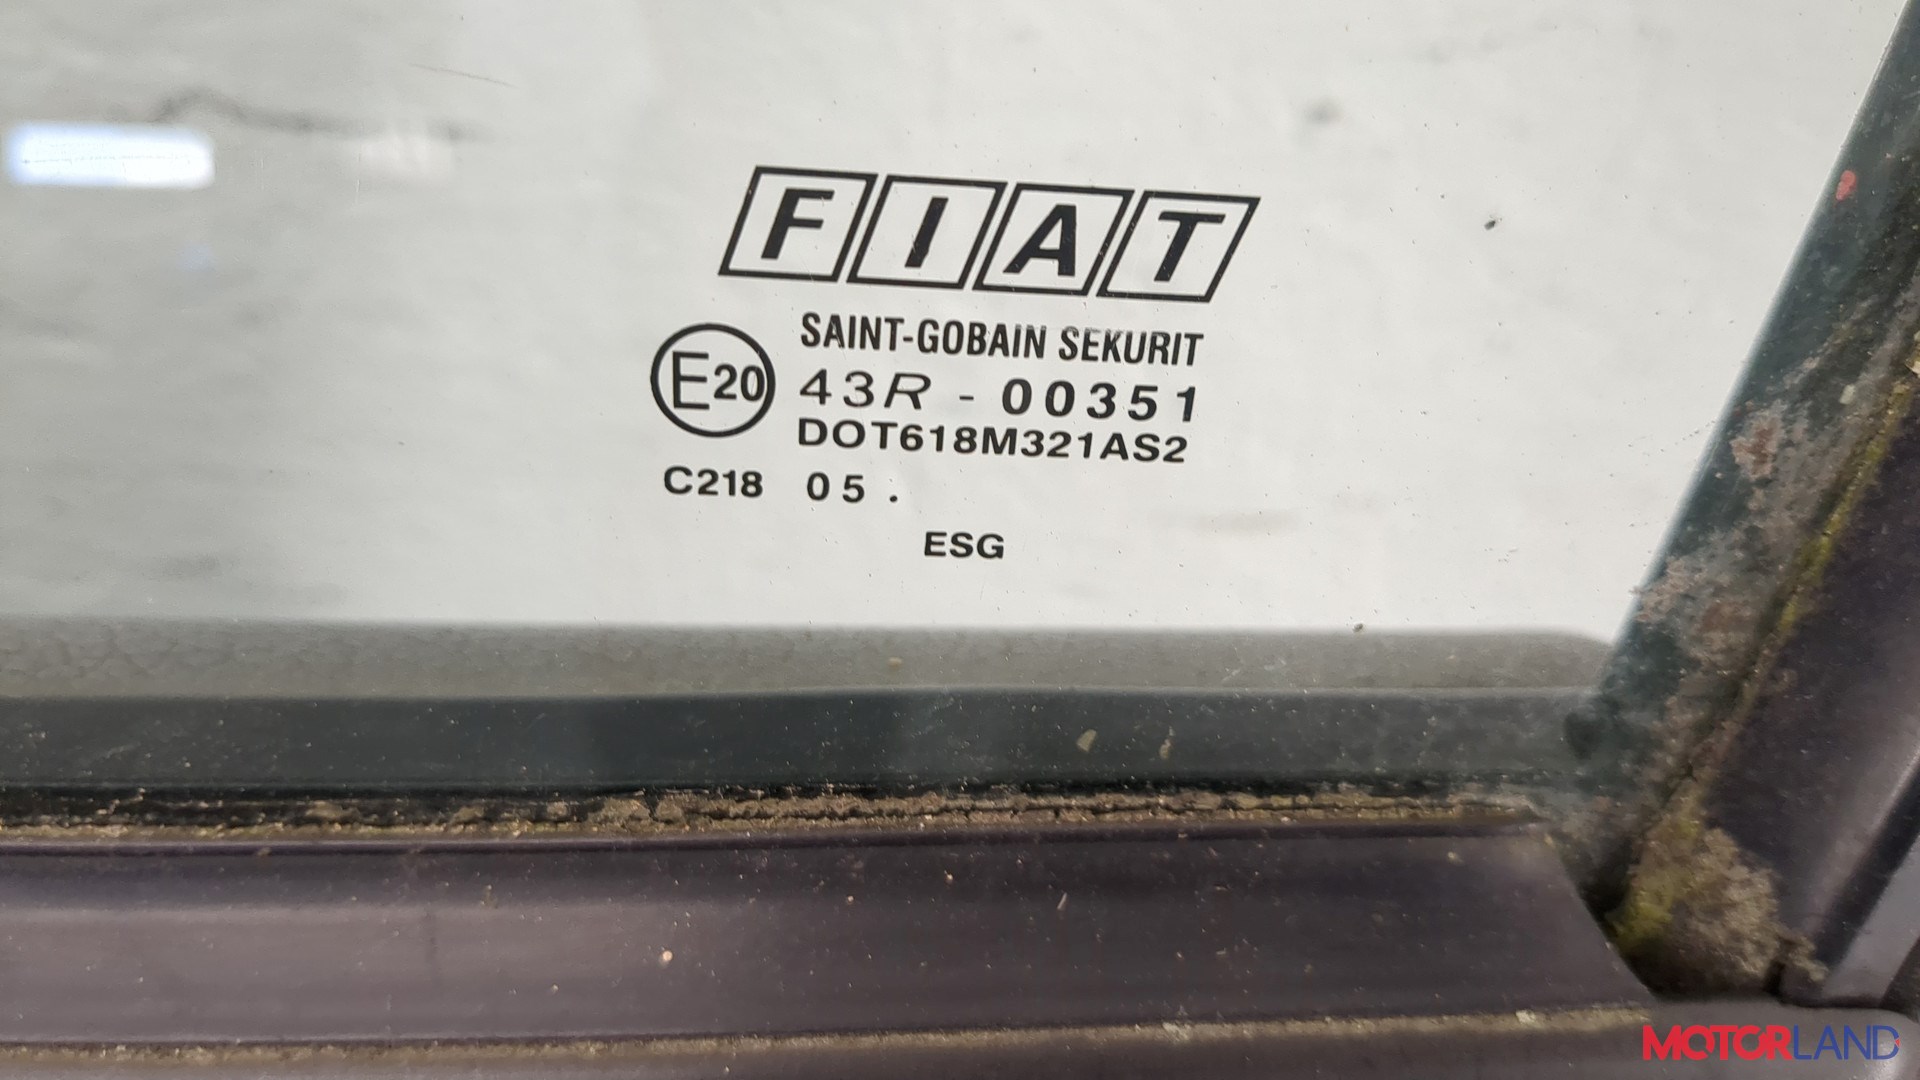 FIAT
SAINT-GOBAIN SEKURIT
E20 43R - 00351
DOT618M321AS2
C218 05 .
ESG
MOTORLAND